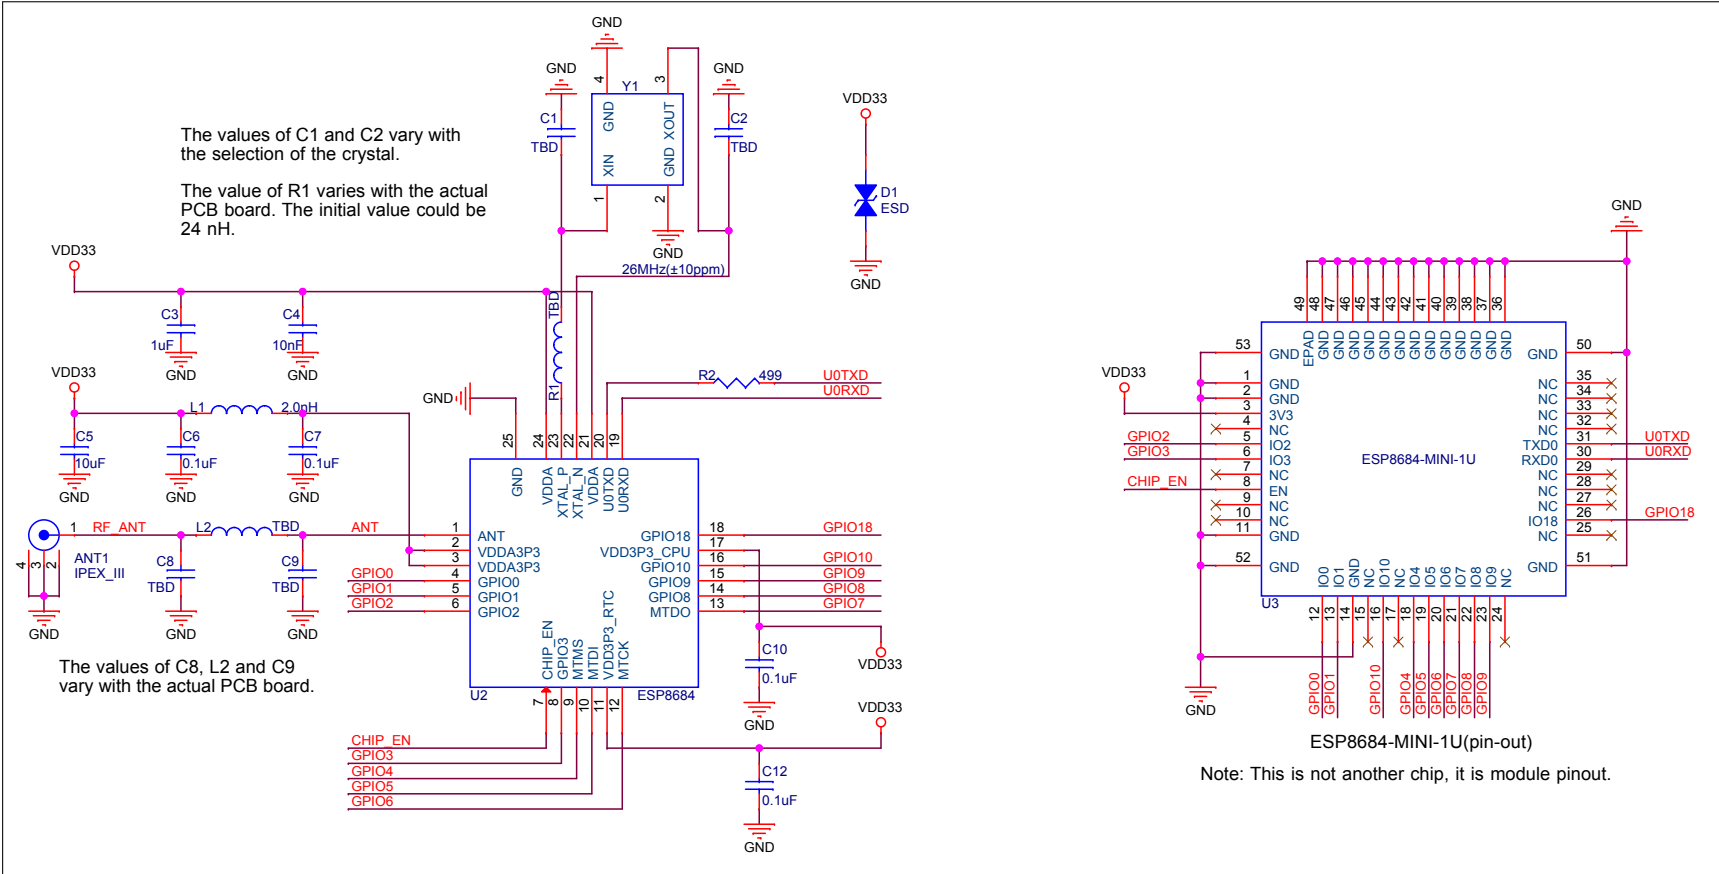 GND
GND
GND
4
3
Y1
GND
XOUT
XIN
GND
1
2
C1
TBD
C2
TBD
GND
26MHz(±10ppm)
The values of C1 and C2 vary with
the selection of the crystal.
The value of R1 varies with the actual
PCB board. The initial value could be
24 nH.
VDD33
D1
ESD
GND
VDD33
C3
1uF
GND
C4
10nF
GND
TBD
R1
VDD33
L1
2.0nH
C5
10uF
GND
C6
0.1uF
GND
C7
0.1uF
GND
GND
R2
499
U0TXD
U0RXD
25
24
23
22
21
20
19
GND
VDDA
XTAL_P
XTAL_N
VDDA
U0TXD
U0RXD
1
RF_ANT
L2
TBD
ANT
ANT1
IPEX_III
4
3
2
GND
C8
TBD
GND
C9
TBD
GND
The values of C8, L2 and C9
vary with the actual PCB board.
GPIO0
GPIO1
GPIO2
1
2
3
4
5
6
ANT
VDDA3P3
VDDA3P3
GPIO0
GPIO1
GPIO2
GPIO18
VDD3P3_CPU
GPIO10
GPIO9
GPIO8
MTDO
18
17
16
15
14
13
GPIO18
GPIO10
GPIO9
GPIO8
GPIO7
CHIP_EN
GPIO3
MTMS
MTDI
VDD3P3_RTC
MTCK
U2
ESP8684
7
8
9
10
11
12
CHIP_EN
GPIO3
GPIO4
GPIO5
GPIO6
C10
0.1uF
GND
VDD33
VDD33
C12
0.1uF
GND
GND
49
48
47
46
45
44
43
42
41
40
39
38
37
36
EPAD
GND
GND
GND
GND
GND
GND
GND
GND
GND
GND
GND
GND
GND
VDD33
GPIO2
GPIO3
CHIP_EN
53
1
2
3
4
5
6
7
8
9
10
11
52
GND
GND
GND
3V3
NC
IO2
IO3
NC
EN
NC
NC
GND
GND
ESP8684-MINI-1U
GND
NC
NC
NC
NC
TXD0
RXD0
NC
NC
NC
IO18
NC
GND
50
35
34
33
32
31
30
29
28
27
26
25
51
U0TXD
U0RXD
GPIO18
IO0
IO1
GND
NC
IO10
NC
IO4
IO5
IO6
IO7
IO8
IO9
NC
U3
12
13
14
15
16
17
18
19
20
21
22
23
24
GPIO0
GPIO1
GPIO10
GPIO4
GPIO5
GPIO6
GPIO7
GPIO8
GPIO9
GND
ESP8684-MINI-1U(pin-out)
Note: This is not another chip, it is module pinout.